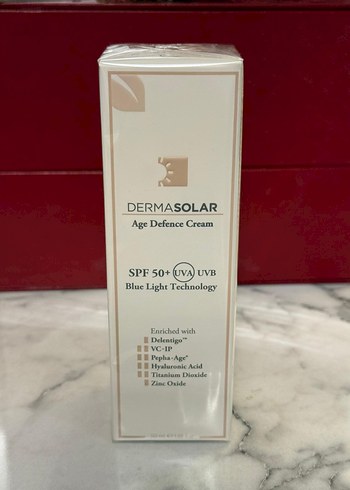 DERMASOLAR
Age Defence Cream
SPF 50+ UVA UVB
Blue Light Technology
Enriched with
Delentigo™
VC-IP
Pepha-Age®
Hyaluronic Acid
Titanium Dioxide
Zinc Oxide